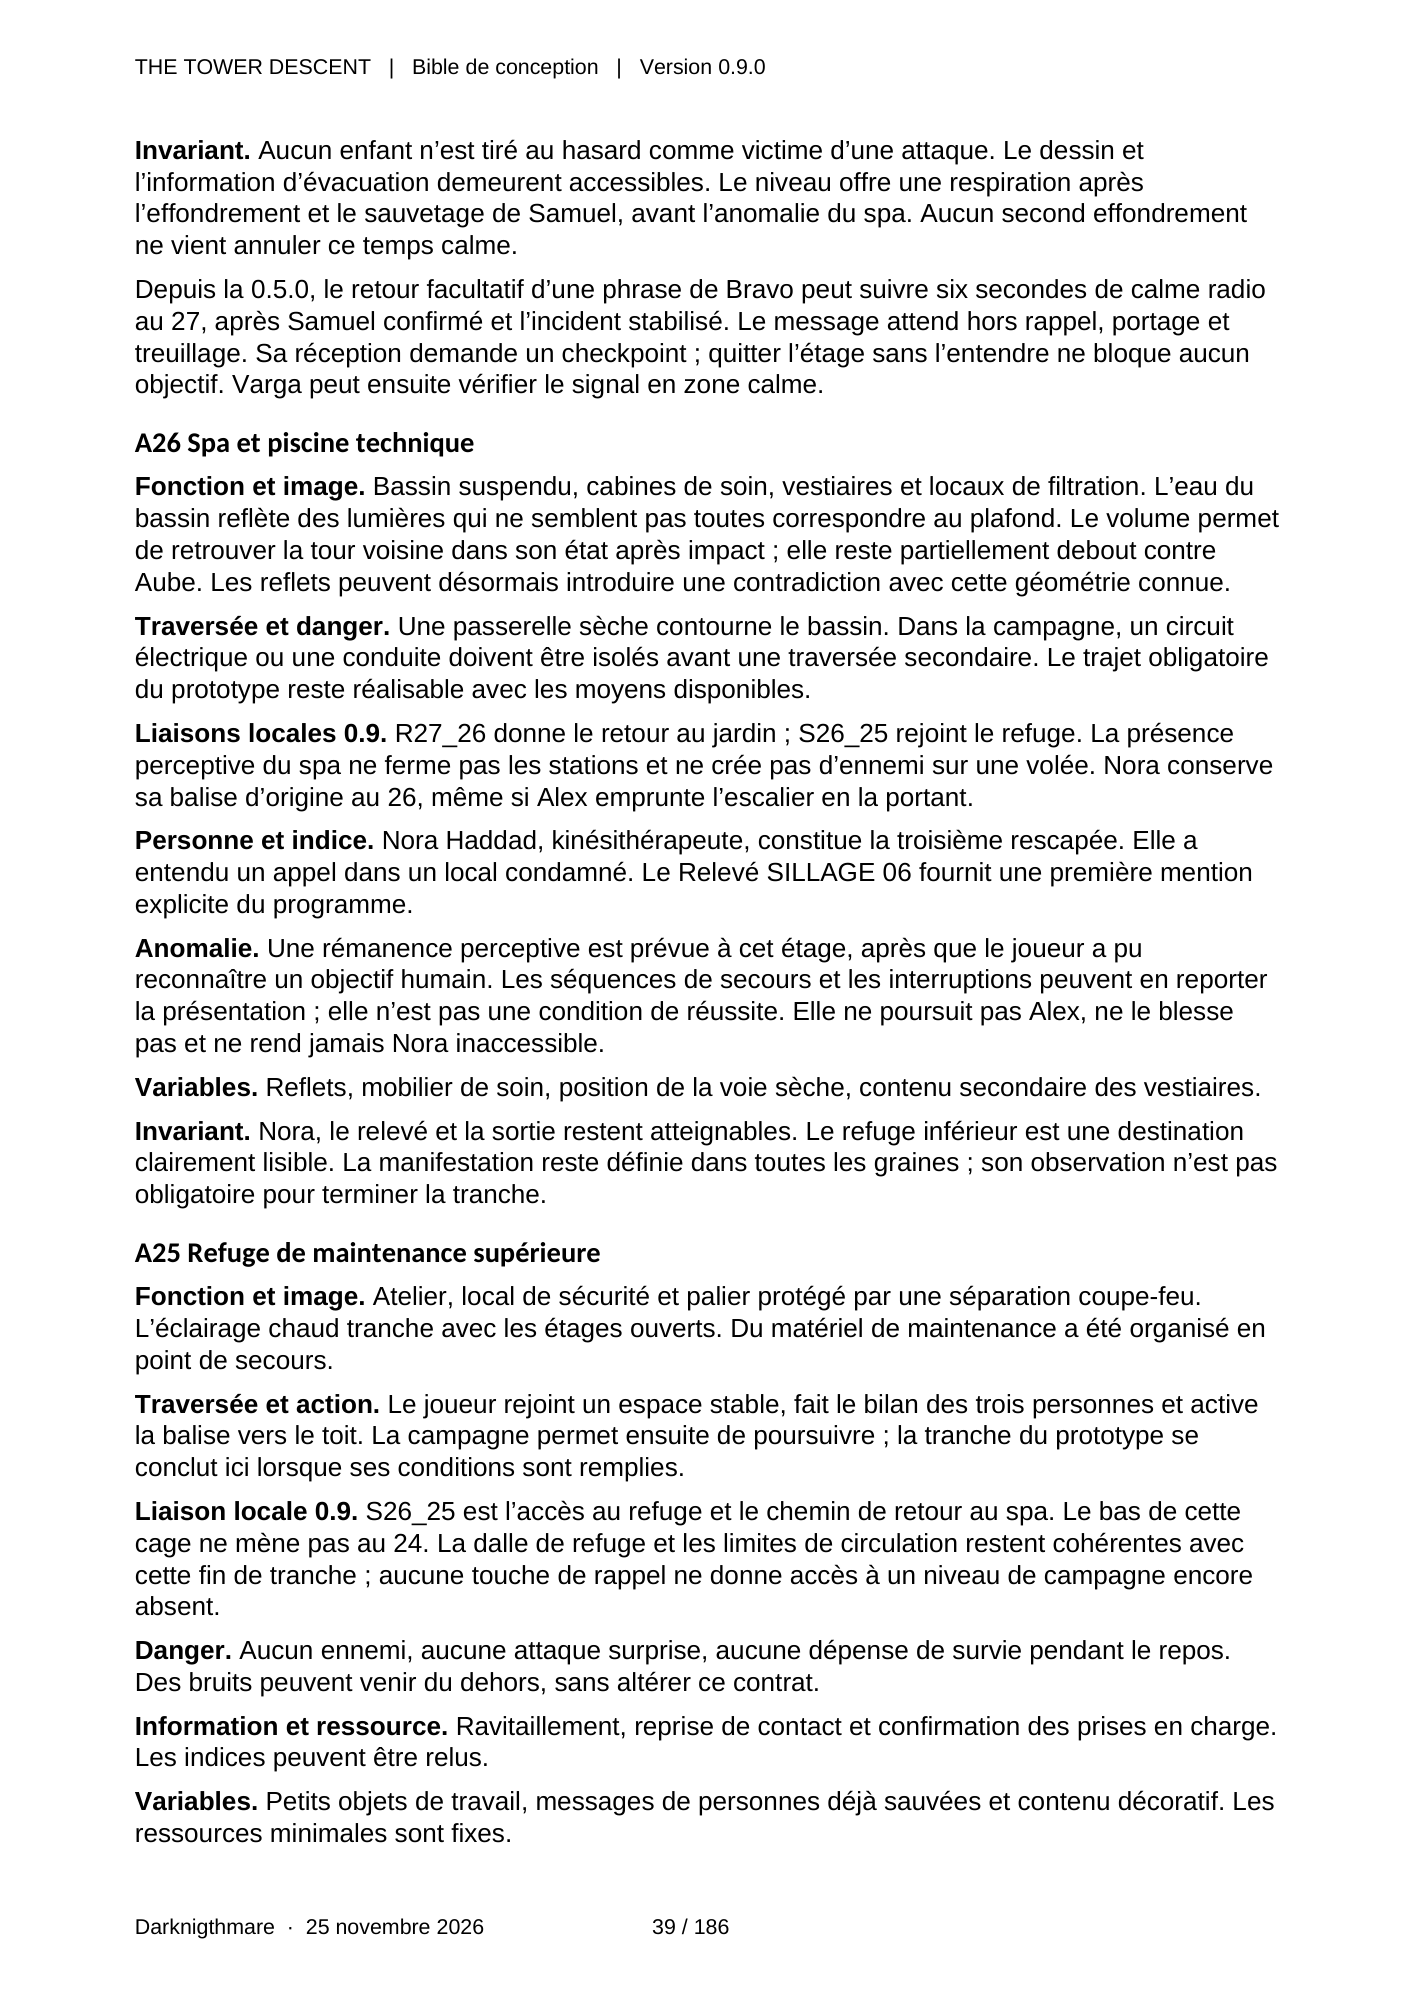 THE TOWER DESCENT | Bible de conception | Version 0.9.0
Invariant. Aucun enfant n’est tiré au hasard comme victime d’une attaque. Le dessin et
l’information d’évacuation demeurent accessibles. Le niveau offre une respiration après
l’effondrement et le sauvetage de Samuel, avant l’anomalie du spa. Aucun second effondrement
ne vient annuler ce temps calme.
Depuis la 0.5.0, le retour facultatif d’une phrase de Bravo peut suivre six secondes de calme radio
au 27, après Samuel confirmé et l’incident stabilisé. Le message attend hors rappel, portage et
treuillage. Sa réception demande un checkpoint ; quitter l’étage sans l’entendre ne bloque aucun
objectif. Varga peut ensuite vérifier le signal en zone calme.
A26 Spa et piscine technique
Fonction et image. Bassin suspendu, cabines de soin, vestiaires et locaux de filtration. L’eau du
bassin reflète des lumières qui ne semblent pas toutes correspondre au plafond. Le volume permet
de retrouver la tour voisine dans son état après impact ; elle reste partiellement debout contre
Aube. Les reflets peuvent désormais introduire une contradiction avec cette géométrie connue.
Traversée et danger. Une passerelle sèche contourne le bassin. Dans la campagne, un circuit
électrique ou une conduite doivent être isolés avant une traversée secondaire. Le trajet obligatoire
du prototype reste réalisable avec les moyens disponibles.
Liaisons locales 0.9. R27_26 donne le retour au jardin ; S26_25 rejoint le refuge. La présence
perceptive du spa ne ferme pas les stations et ne crée pas d’ennemi sur une volée. Nora conserve
sa balise d’origine au 26, même si Alex emprunte l’escalier en la portant.
Personne et indice. Nora Haddad, kinésithérapeute, constitue la troisième rescapée. Elle a
entendu un appel dans un local condamné. Le Relevé SILLAGE 06 fournit une première mention
explicite du programme.
Anomalie. Une rémanence perceptive est prévue à cet étage, après que le joueur a pu
reconnaître un objectif humain. Les séquences de secours et les interruptions peuvent en reporter
la présentation ; elle n’est pas une condition de réussite. Elle ne poursuit pas Alex, ne le blesse
pas et ne rend jamais Nora inaccessible.
Variables. Reflets, mobilier de soin, position de la voie sèche, contenu secondaire des vestiaires.
Invariant. Nora, le relevé et la sortie restent atteignables. Le refuge inférieur est une destination
clairement lisible. La manifestation reste définie dans toutes les graines ; son observation n’est pas
obligatoire pour terminer la tranche.
A25 Refuge de maintenance supérieure
Fonction et image. Atelier, local de sécurité et palier protégé par une séparation coupe-feu.
L’éclairage chaud tranche avec les étages ouverts. Du matériel de maintenance a été organisé en
point de secours.
Traversée et action. Le joueur rejoint un espace stable, fait le bilan des trois personnes et active
la balise vers le toit. La campagne permet ensuite de poursuivre ; la tranche du prototype se
conclut ici lorsque ses conditions sont remplies.
Liaison locale 0.9. S26_25 est l’accès au refuge et le chemin de retour au spa. Le bas de cette
cage ne mène pas au 24. La dalle de refuge et les limites de circulation restent cohérentes avec
cette fin de tranche ; aucune touche de rappel ne donne accès à un niveau de campagne encore
absent.
Danger. Aucun ennemi, aucune attaque surprise, aucune dépense de survie pendant le repos.
Des bruits peuvent venir du dehors, sans altérer ce contrat.
Information et ressource. Ravitaillement, reprise de contact et confirmation des prises en charge.
Les indices peuvent être relus.
Variables. Petits objets de travail, messages de personnes déjà sauvées et contenu décoratif. Les
ressources minimales sont fixes.
Darknigthmare · 25 novembre 2026 39 / 186